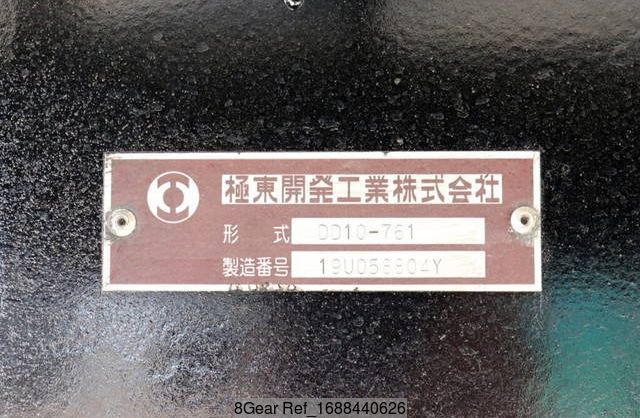 極東開発工業株式会社
形 式 DD10-761
製造番号 19U056804Y
8Gear Ref_1688440626